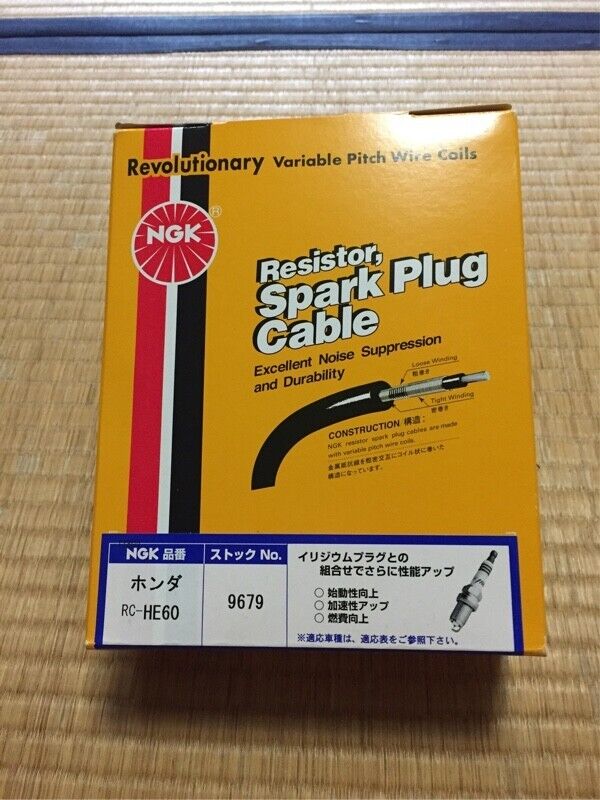 Revolutionary Variable Pitch Wire Coils
NGK
®
Resistor,
Spark Plug
Cable
Excellent Noise Suppression
and Durability
Loose Winding
粗巻き
Tight Winding
密巻き
CONSTRUCTION 構造:
NGK resistor spark plug cables are made
with variable pitch wire coils.
金属抵抗線を粗密交互にコイル状に巻いた
構造になっています。
NGK 品番
ストック No.
ホンダ
RC-HE60
9679
イリジウムプラグとの
組合せでさらに性能アップ
○ 始動性向上
○ 加速性アップ
○ 燃費向上
※適応車種は、適応表をご参照下さい。